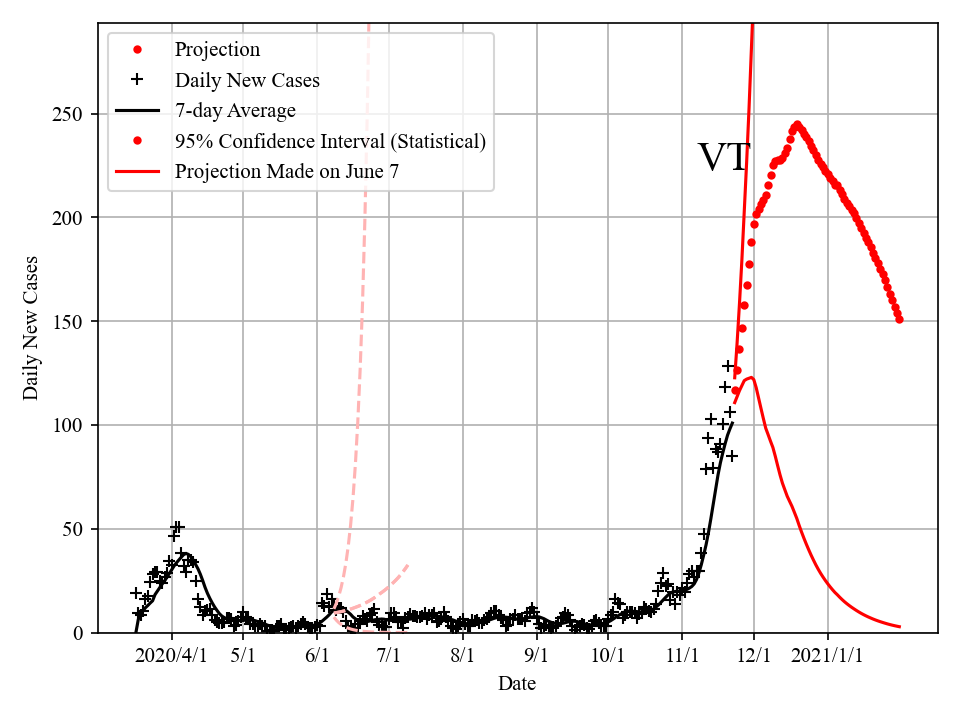 Projection
Daily New Cases
7-day Average
95% Confidence Interval (Statistical)
Projection Made on June 7
VT
Daily New Cases
250
200
150
100
50
0
2020/4/1 5/1 6/1 7/1 8/1 9/1 10/1 11/1 12/1 2021/1/1
Date